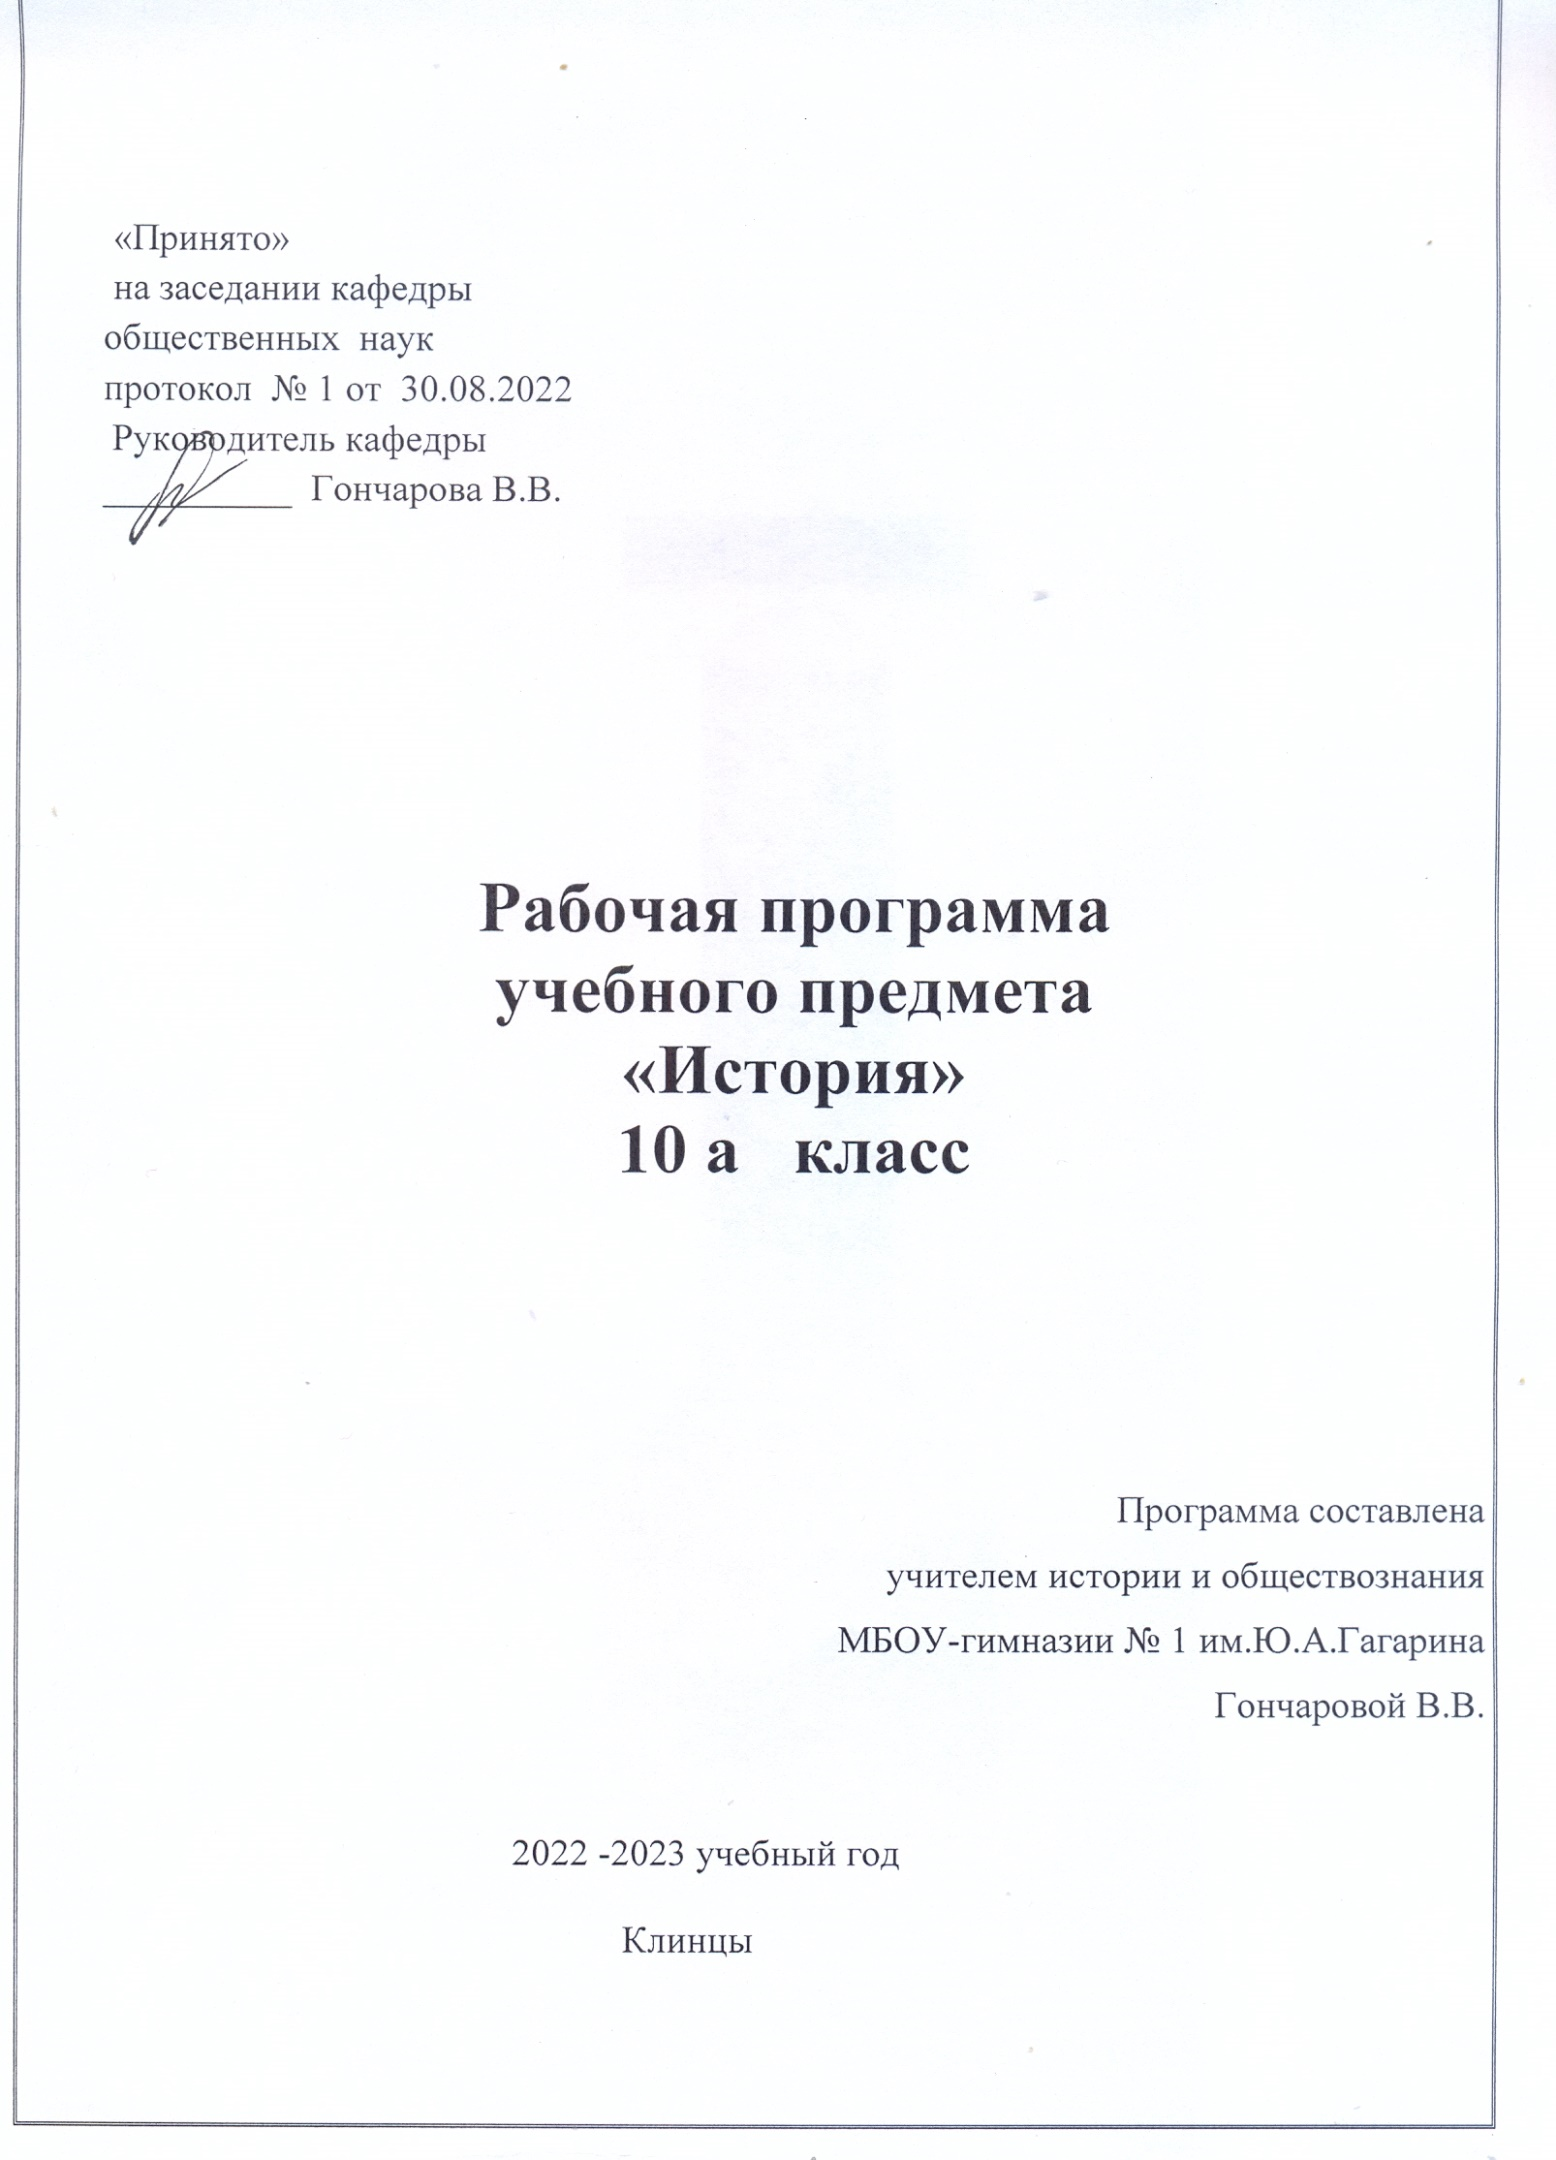 «Принято»
на заседании кафедры
общественных наук
протокол № 1 от 30.08.2022
Руководитель кафедры
__________ Гончарова В.В.
Рабочая программа
учебного предмета
«История»
10 а класс
Программа составлена
учителем истории и обществознания
МБОУ-гимназии № 1 им.Ю.А.Гагарина
Гончаровой В.В.
2022 -2023 учебный год
Клинцы